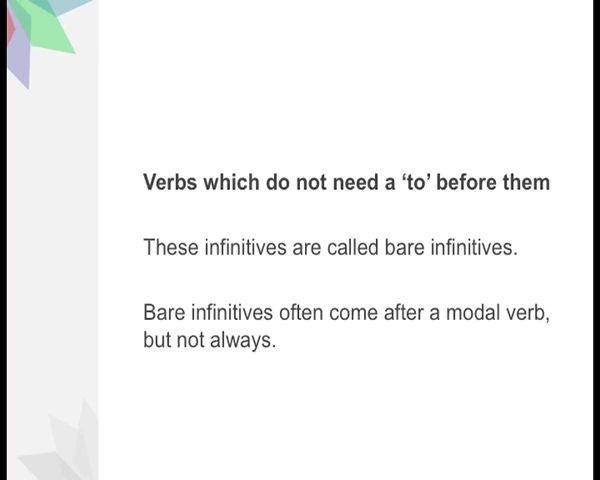 Verbs which do not need a ‘to’ before them
These infinitives are called bare infinitives.
Bare infinitives often come after a modal verb,
but not always.